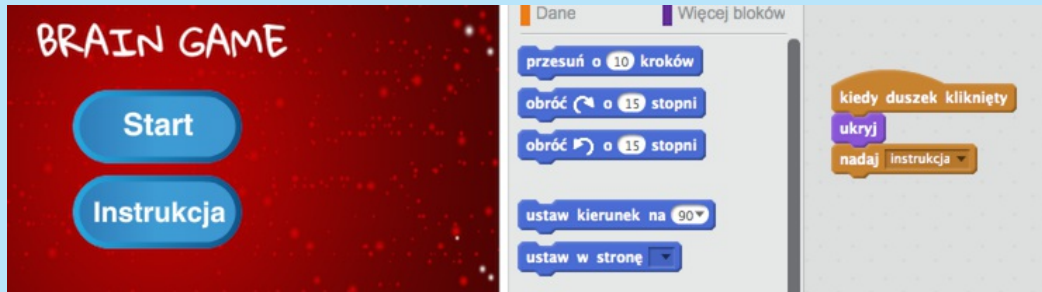 BRAIN GAME
Start
Instrukcja
Dane
Więcej bloków
przesuń o 10 kroków
obróć o 15 stopni
obróć o 15 stopni
ustaw kierunek na 90
ustaw w stronę
kiedy duszek kliknięty
ukryj
nadaj instrukcja